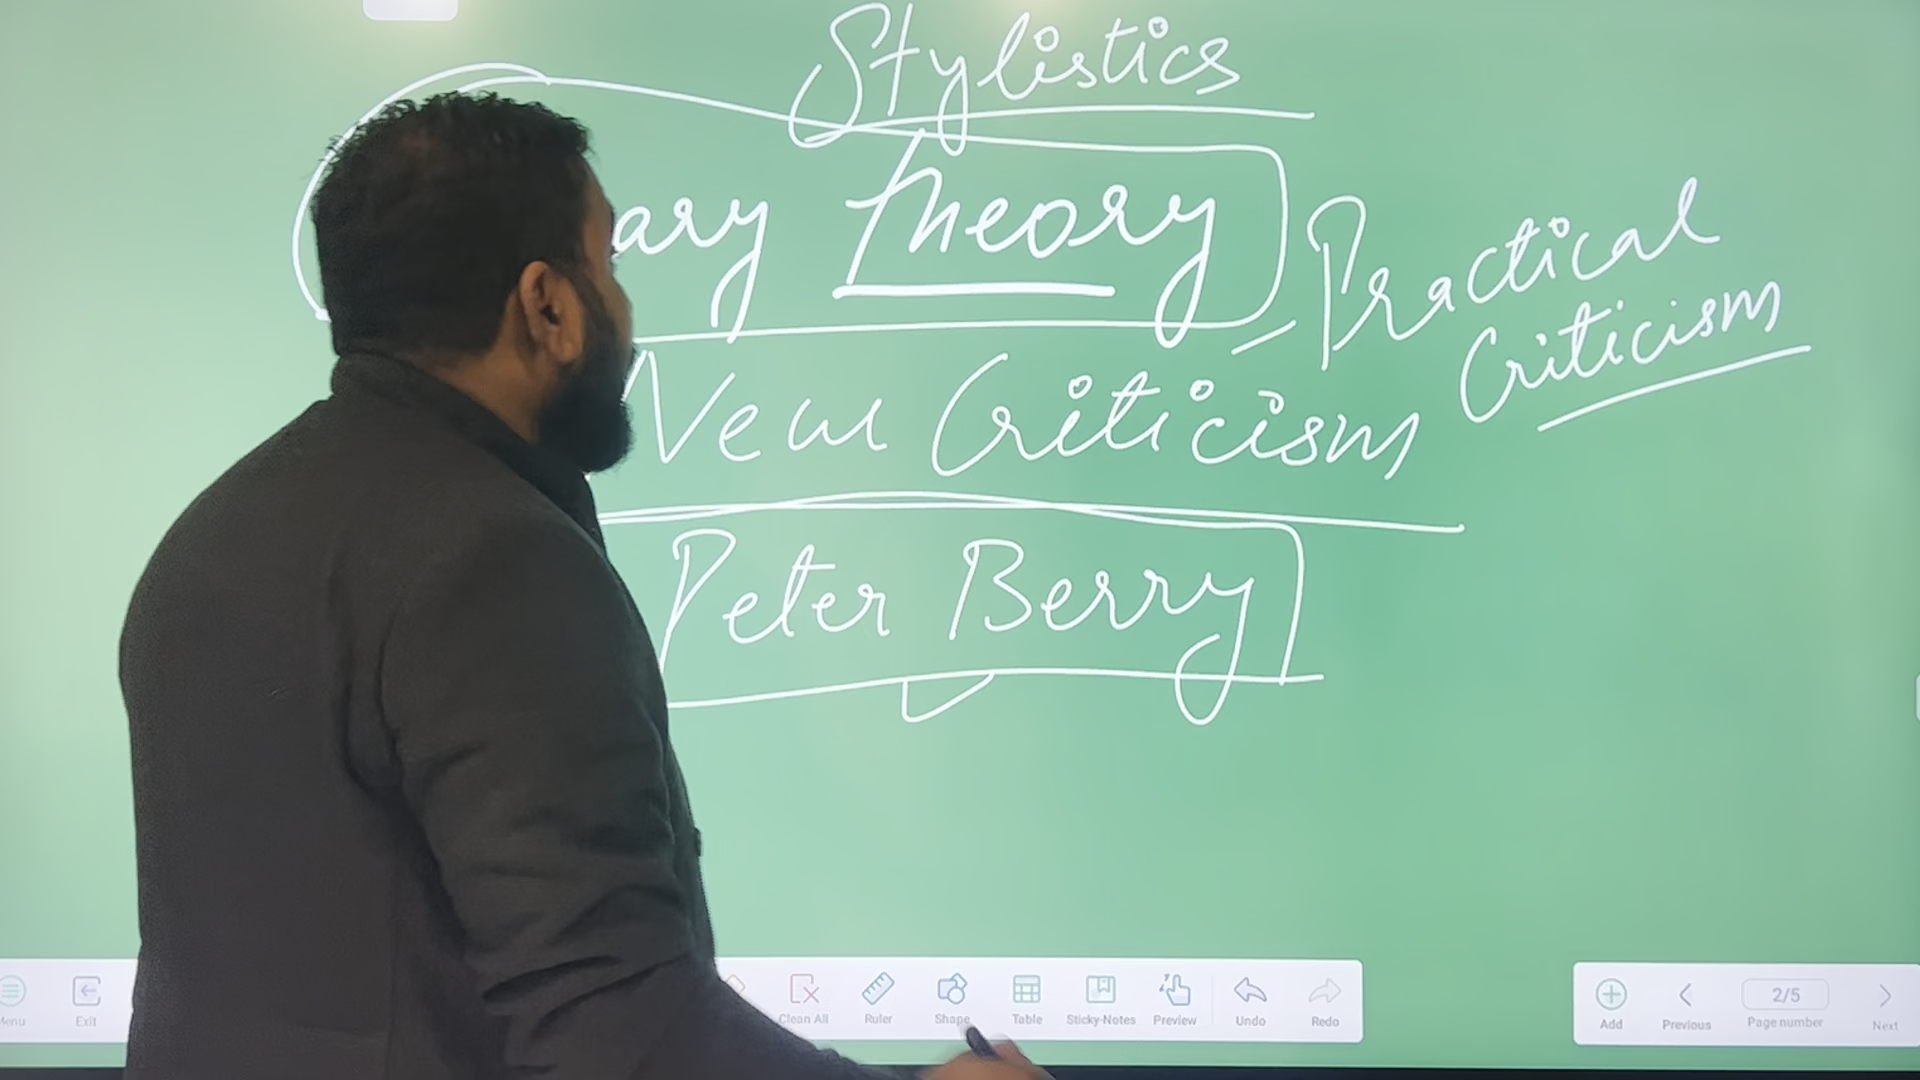 Stylistics
ary Theory
Practical
Criticism
New Criticism
Peter Berry
Menu
Exit
Clean All
Ruler
Shape
Table
Sticky-Notes
Preview
Undo
Redo
Add
Previous
2/5
Page number
Next